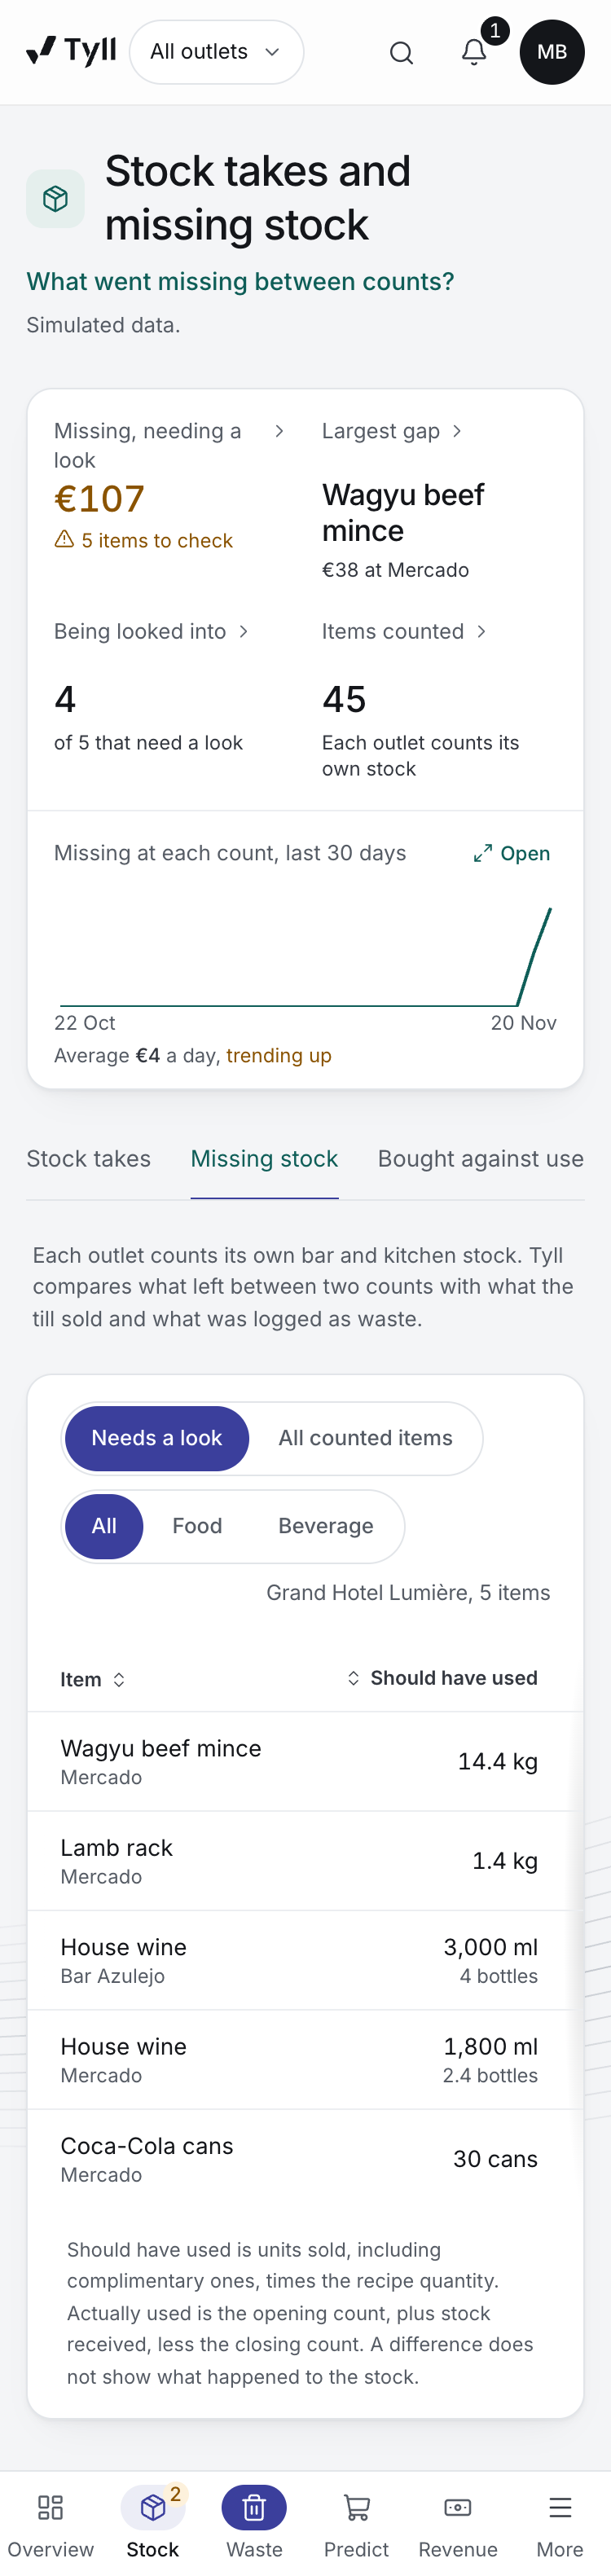 Tyll
All outlets
1
MB
Stock takes and
missing stock
What went missing between counts?
Simulated data.
Missing, needing a
look
€107
5 items to check
Largest gap
Wagyu beef
mince
€38 at Mercado
Being looked into
4
of 5 that need a look
Items counted
45
Each outlet counts its
own stock
Missing at each count, last 30 days
Open
22 Oct
20 Nov
Average €4 a day, trending up
Stock takes
Missing stock
Bought against use
Each outlet counts its own bar and kitchen stock. Tyll
compares what left between two counts with what the
till sold and what was logged as waste.
Needs a look
All counted items
All
Food
Beverage
Grand Hotel Lumière, 5 items
Item
Should have used
Wagyu beef mince
Mercado
14.4 kg
Lamb rack
Mercado
1.4 kg
House wine
Bar Azulejo
3,000 ml
4 bottles
House wine
Mercado
1,800 ml
2.4 bottles
Coca-Cola cans
Mercado
30 cans
Should have used is units sold, including
complimentary ones, times the recipe quantity.
Actually used is the opening count, plus stock
received, less the closing count. A difference does
not show what happened to the stock.
Overview
2
Stock
Waste
Predict
Revenue
More